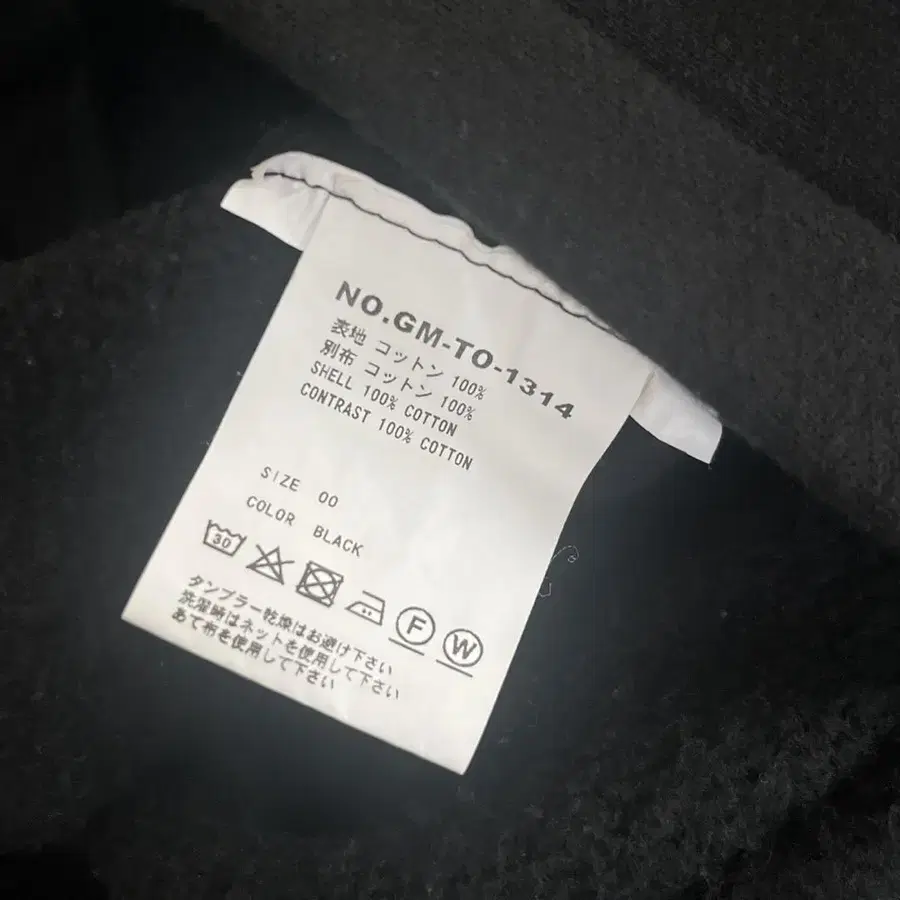 NO.GM-TO-1314
表地 コットン 100%
別布 コットン 100%
SHELL 100% COTTON
CONTRAST 100% COTTON
SIZE 00
COLOR BLACK
30 F W
タンブラー乾燥はお避け下さい
洗濯時はネットを使用して下さい
あて布を使用して下さい